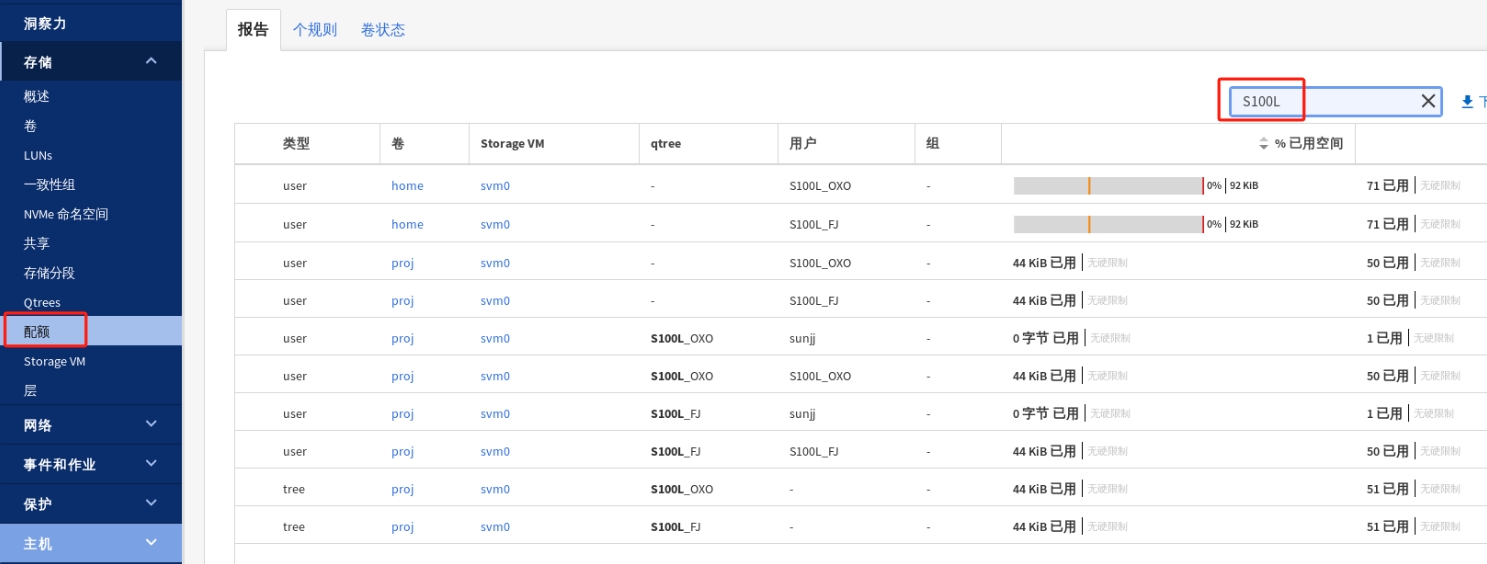 洞察力
存储
概述
卷
LUNs
一致性组
NVMe 命名空间
共享
存储分段
Qtrees
配额
Storage VM
层
网络
事件和作业
保护
主机
报告 个规则 卷状态
S100L
类型 卷 Storage VM qtree 用户 组 % 已用空间
user home svm0 - S100L_OXO - 0% 92 KiB 71 已用 无硬限制
user home svm0 - S100L_FJ - 0% 92 KiB 71 已用 无硬限制
user proj svm0 - S100L_OXO - 44 KiB 已用 无硬限制 50 已用 无硬限制
user proj svm0 - S100L_FJ - 44 KiB 已用 无硬限制 50 已用 无硬限制
user proj svm0 S100L_OXO sunjj - 0 字节 已用 无硬限制 1 已用 无硬限制
user proj svm0 S100L_OXO S100L_OXO - 44 KiB 已用 无硬限制 50 已用 无硬限制
user proj svm0 S100L_FJ sunjj - 0 字节 已用 无硬限制 1 已用 无硬限制
user proj svm0 S100L_FJ S100L_FJ - 44 KiB 已用 无硬限制 50 已用 无硬限制
tree proj svm0 S100L_OXO - - 44 KiB 已用 无硬限制 51 已用 无硬限制
tree proj svm0 S100L_FJ - - 44 KiB 已用 无硬限制 51 已用 无硬限制